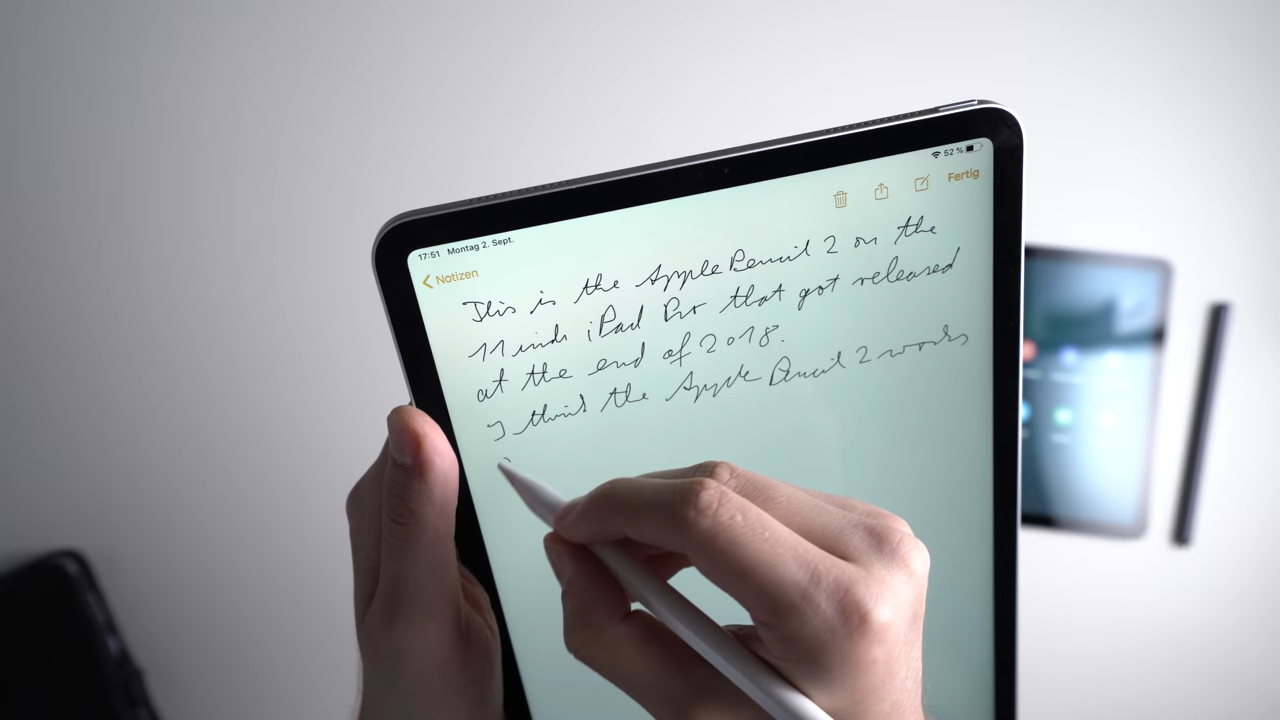 17:51 Montag 2. Sept.
52 %
Fertig
Notizen
This is the Apple Pencil 2 on the
11 inch iPad Pro that got released
at the end of 2018.
I think the Apple Pencil 2 works